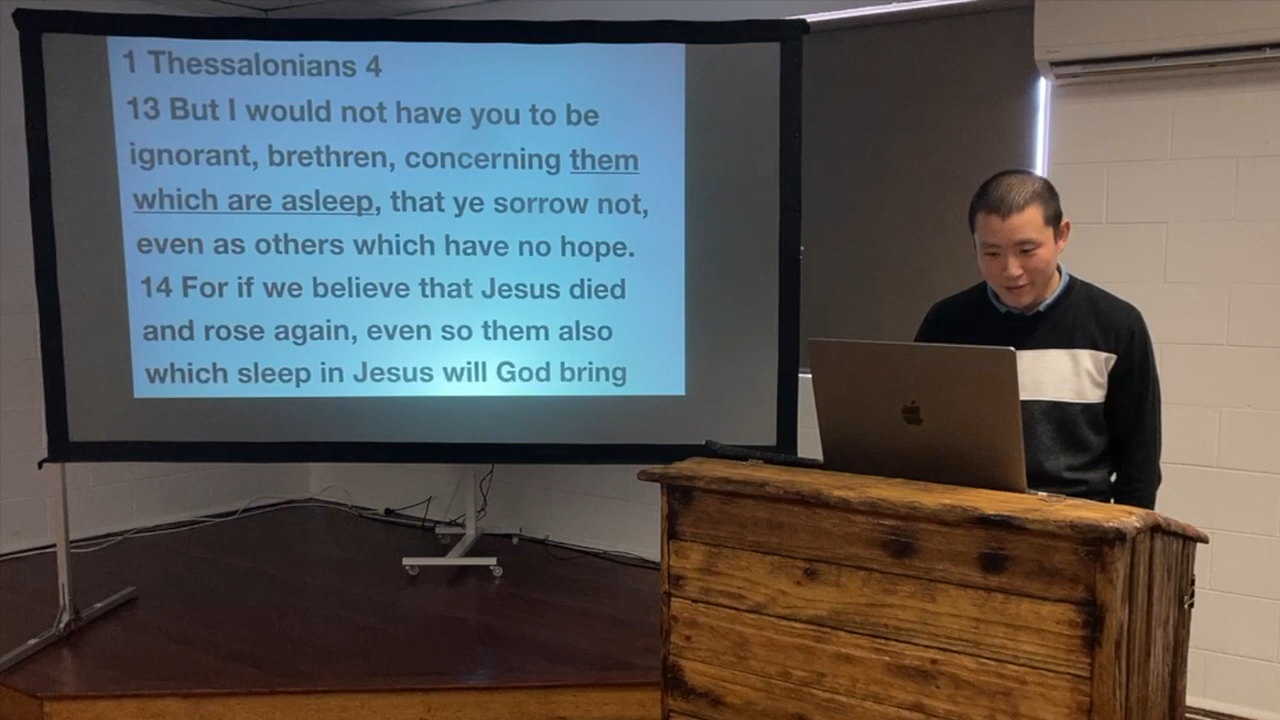 1 Thessalonians 4
13 But I would not have you to be
ignorant, brethren, concerning them
which are asleep, that ye sorrow not,
even as others which have no hope.
14 For if we believe that Jesus died
and rose again, even so them also
which sleep in Jesus will God bring